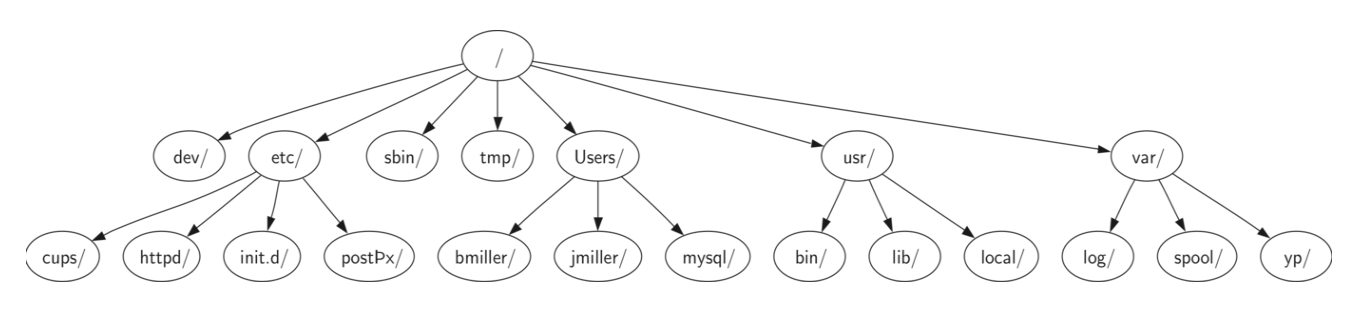 /
dev/ etc/ sbin/ tmp/ Users/ usr/ var/
cups/ httpd/ init.d/ postÞx/ bmiller/ jmiller/ mysql/ bin/ lib/ local/ log/ spool/ yp/